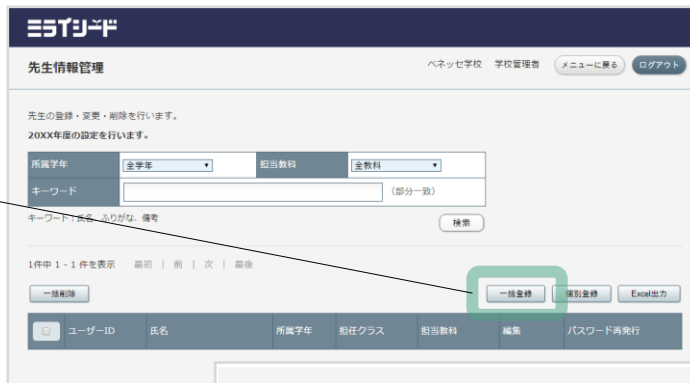 ミライシード
先生情報管理 ベネッセ学校 学校管理者 メニューに戻る ログアウト
先生の登録・変更・削除を行います。
20XX年度の設定を行います。
所属学年 全学年 担当教科 全教科
キーワード (部分一致)
キーワード：氏名、ふりがな、備考 検索
1件中 1 - 1 件を表示 最初 | 前 | 次 | 最後
一括削除 一括登録 個別登録 Excel出力
ユーザーID 氏名 所属学年 担任クラス 担当教科 編集 パスワード再発行